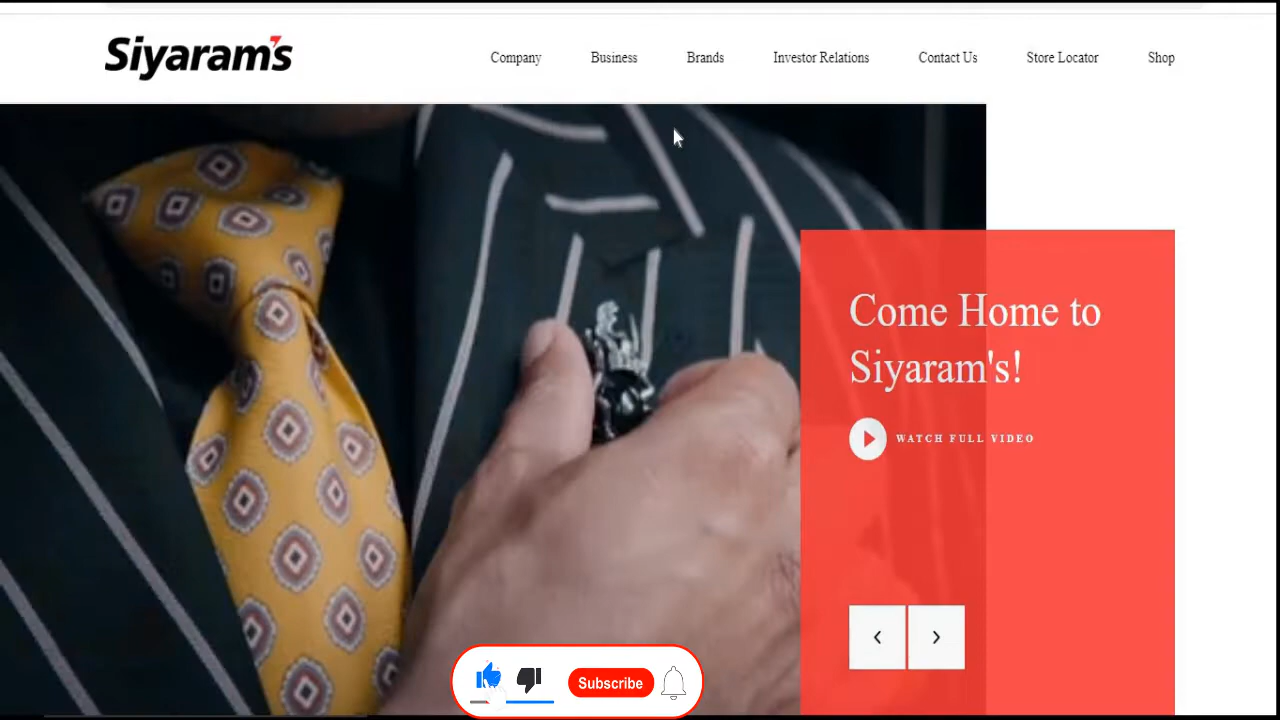 Siyaram's
Company Business Brands Investor Relations Contact Us Store Locator Shop
Come Home to
Siyaram's!
WATCH FULL VIDEO
Subscribe